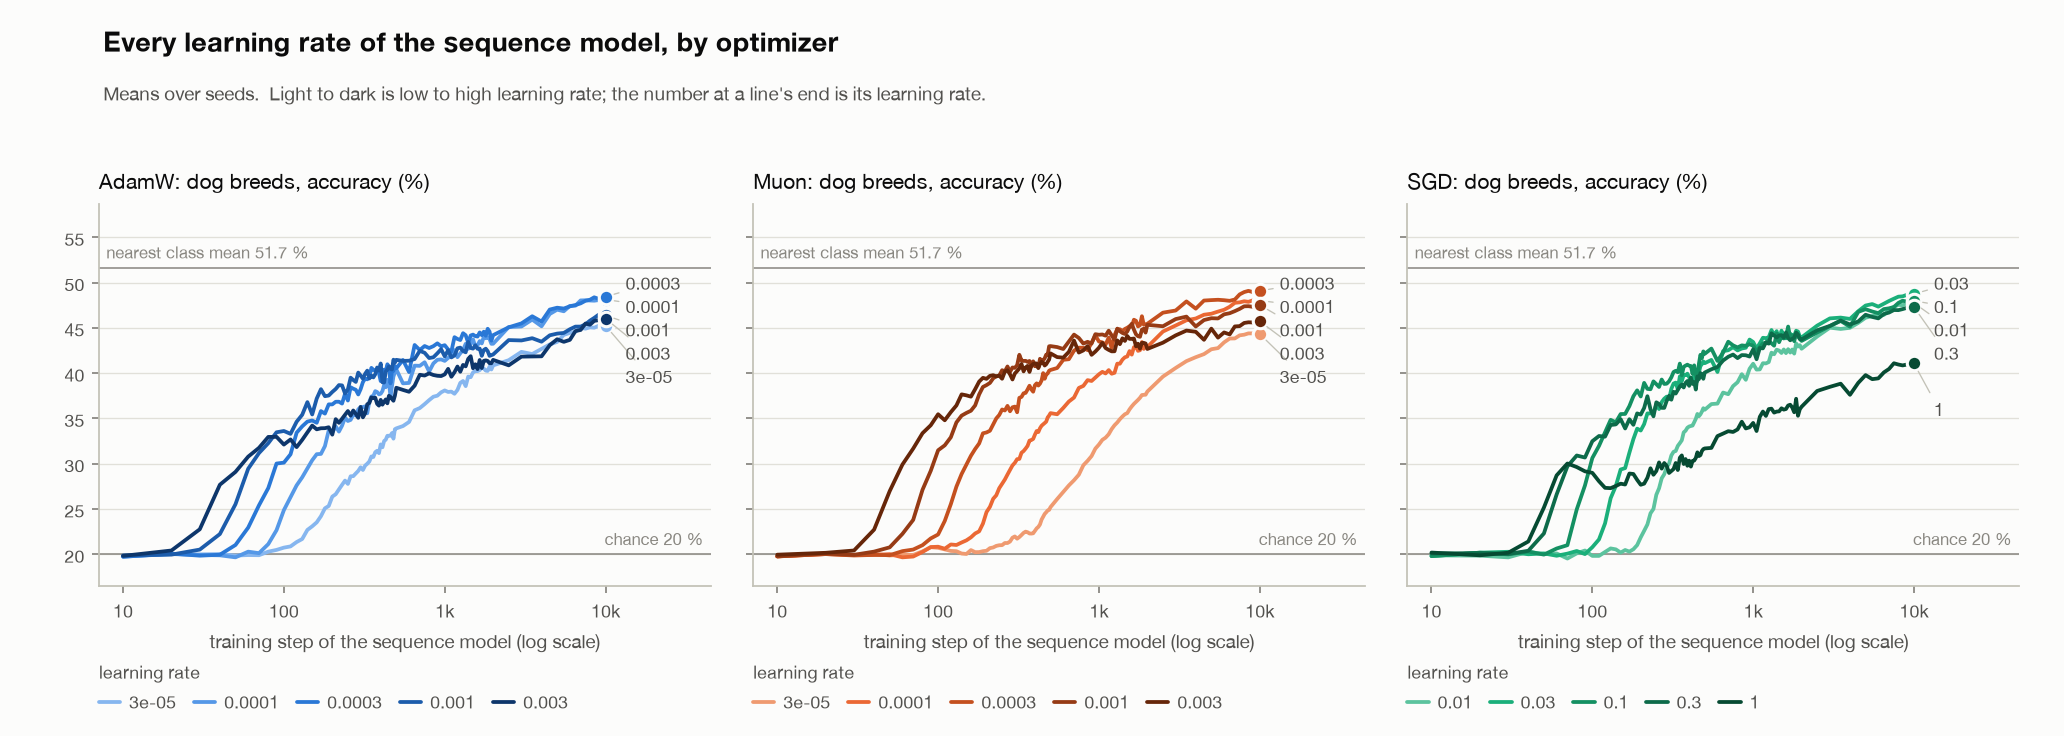 Every learning rate of the sequence model, by optimizer
Means over seeds.  Light to dark is low to high learning rate; the number at a line's end is its learning rate.
AdamW: dog breeds, accuracy (%)
55
nearest class mean 51.7 %
50
45
40
35
30
25
20
0.0003
0.0001
0.001
0.003
3e-05
chance 20 %
10
100
1k
10k
training step of the sequence model (log scale)
learning rate
3e-05 0.0001 0.0003 0.001 0.003
Muon: dog breeds, accuracy (%)
nearest class mean 51.7 %
0.0003
0.0001
0.001
0.003
3e-05
chance 20 %
10
100
1k
10k
training step of the sequence model (log scale)
learning rate
3e-05 0.0001 0.0003 0.001 0.003
SGD: dog breeds, accuracy (%)
nearest class mean 51.7 %
0.03
0.1
0.01
0.3
1
chance 20 %
10
100
1k
10k
training step of the sequence model (log scale)
learning rate
0.01 0.03 0.1 0.3 1